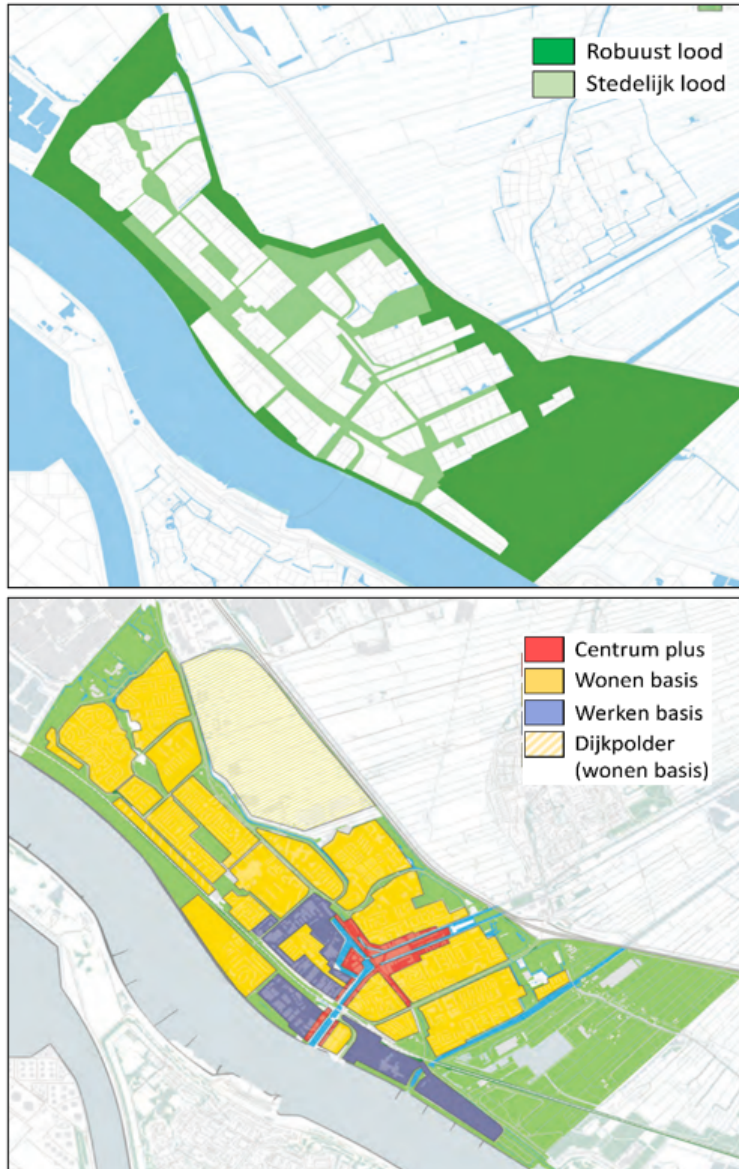 Robuust lood
Stedelijk lood
Centrum plus
Wonen basis
Werken basis
Dijkpolder
(wonen basis)